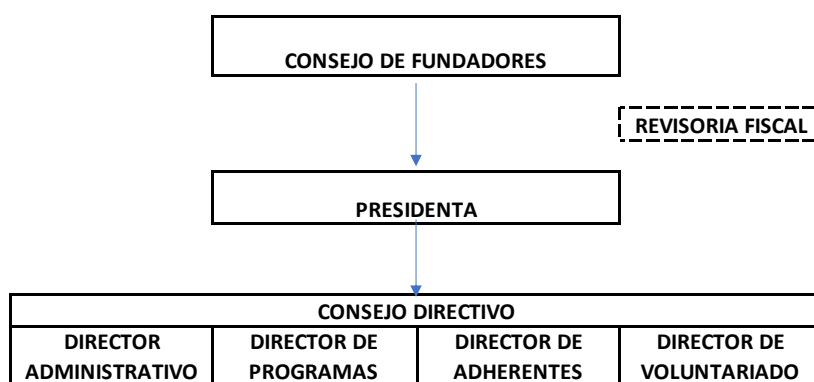 CONSEJO DE FUNDADORES
REVISORIA FISCAL
PRESIDENTA
CONSEJO DIRECTIVO
DIRECTOR
ADMINISTRATIVO
DIRECTOR DE
PROGRAMAS
DIRECTOR DE
ADHERENTES
DIRECTOR DE
VOLUNTARIADO